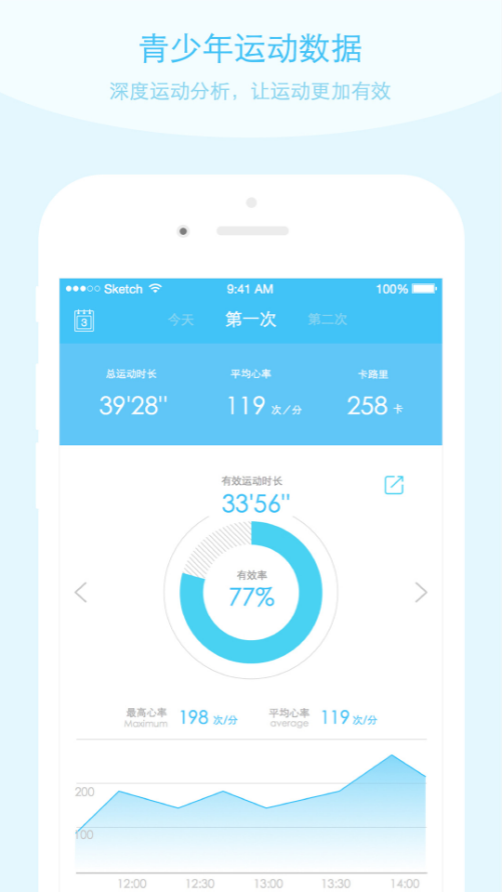 青少年运动数据
深度运动分析，让运动更加有效
Sketch 9:41 AM 100%
3 今天 第一次 第二次
总运动时长 平均心率 卡路里
39'28" 119 次/分 258 卡
有效运动时长
33'56"
有效率
77%
最高心率 Maximum 198 次/分 平均心率 average 119 次/分
200
100
12:00 12:30 13:00 13:30 14:00